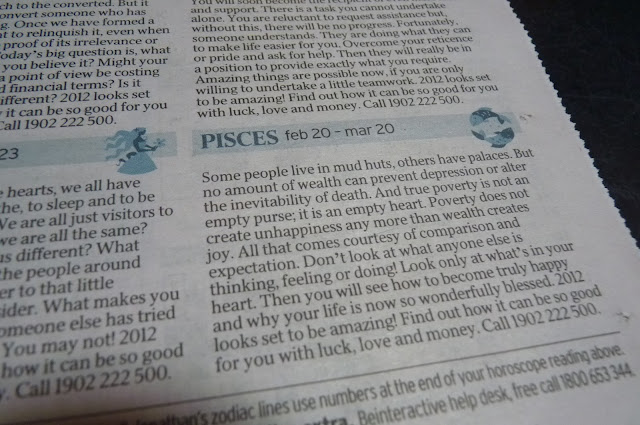 ch to the converted. But it
convert someone who has
g. Once we have formed a
t to relinquish it, even when
proof of its irrelevance or
oday's big question is, what
you believe it? Might your
a point of view be costing
d financial terms? Is it
ifferent? 2012 looks set
it can be so good for you
Call 1902 222 500.
23
e hearts, we all have
the, to sleep and to be
We are all just visitors to
we are all the same?
us different? What
the people around
er to that little
sider. What makes you
omeone else has tried
You may not! 2012
how it can be so good
y. Call 1902 222 500.
You will soon become the recipient of
and support. There is a task you cannot undertake
alone. You are reluctant to request assistance but,
without this, there will be no progress. Fortunately,
someone understands. They are doing what they can
to make life easier for you. Overcome your reticence
or pride and ask for help. Then they will really be in
a position to provide exactly what you require.
Amazing things are possible now, if you are only
willing to undertake a little teamwork. 2012 looks set
to be amazing! Find out how it can be so good for you
with luck, love and money. Call 1902 222 500.
PISCES feb 20 – mar 20
Some people live in mud huts, others have palaces. But
no amount of wealth can prevent depression or alter
the inevitability of death. And true poverty is not an
empty purse; it is an empty heart. Poverty does not
create unhappiness any more than wealth creates
joy. All that comes courtesy of comparison and
expectation. Don't look at what anyone else is
thinking, feeling or doing! Look only at what's in your
heart. Then you will see how to become truly happy
and why your life is now so wonderfully blessed. 2012
looks set to be amazing! Find out how it can be so good
for you with luck, love and money. Call 1902 222 500.
Jonathan's zodiac lines use numbers at the end of your horoscope reading above.
extra. Beinteractive help desk, free call 1800 653 344.